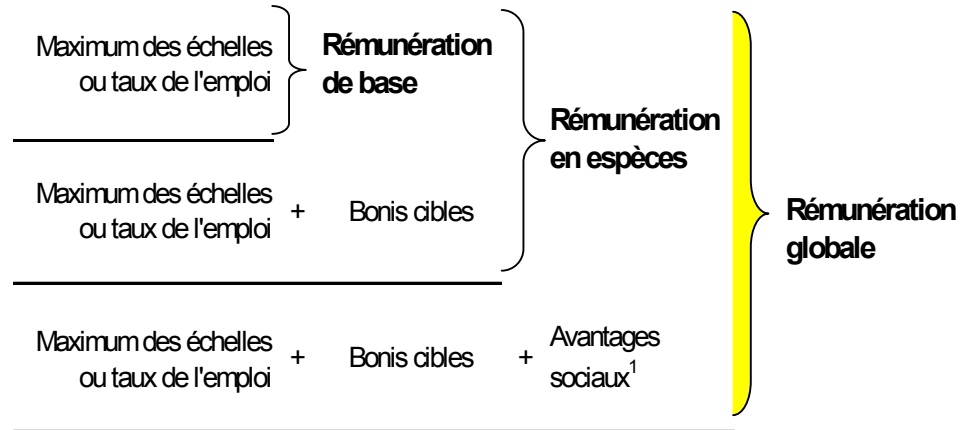 Maximum des échelles
ou taux de l'emploi
Rémunération
de base
Rémunération
en espèces
Maximum des échelles
ou taux de l'emploi
+
Bonis cibles
Rémunération
globale
Maximum des échelles
ou taux de l'emploi
+
Bonis cibles
+
Avantages
sociaux¹